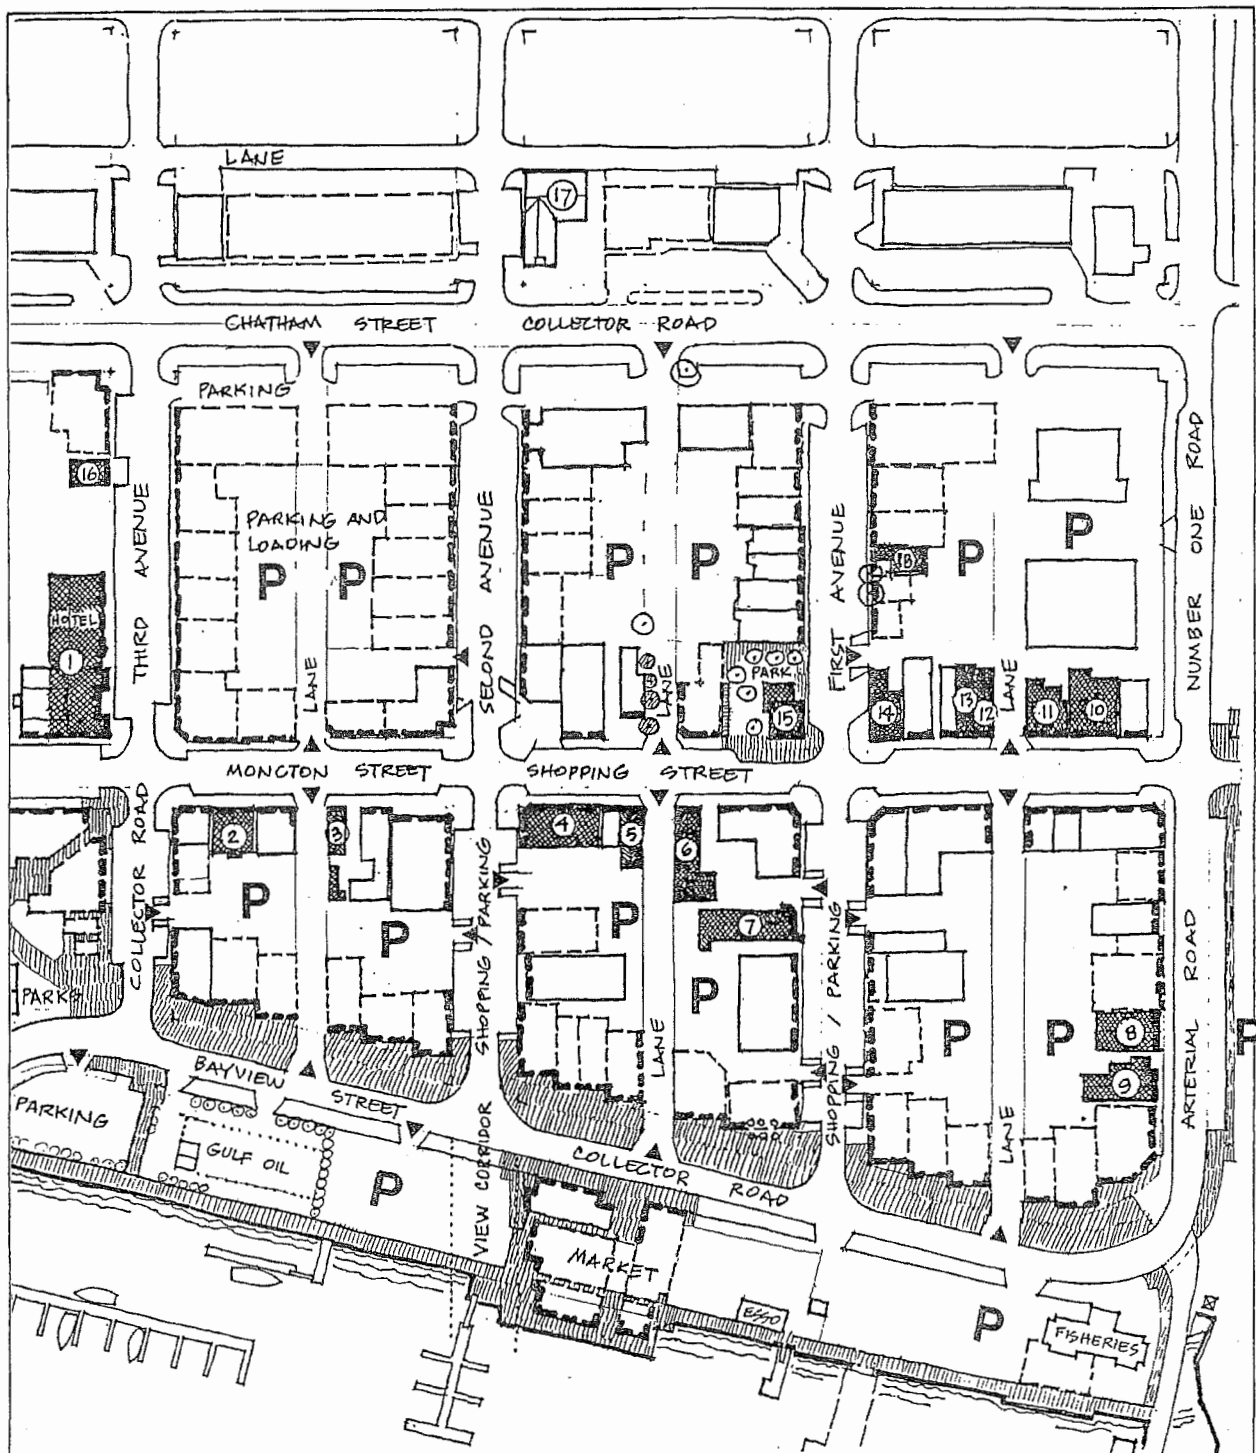 LANE
17
CHATHAM STREET COLLECTOR ROAD
PARKING
16
THIRD AVENUE
PARKING AND
LOADING
P
P
SECOND AVENUE
P
P
FIRST AVENUE
18
P
P
NUMBER ONE ROAD
HOTEL
1
LANE
LANE
PARK
15
14
13
12
LANE
11
10
MONCTON STREET SHOPPING STREET
COLLECTOR ROAD
2
3
4
5
6
7
P
P
P
P
SHOPPING / PARKING
SHOPPING / PARKING
PARK
LANE
P
P
8
9
LANE
ARTERIAL ROAD
P
BAYVIEW
STREET
COLLECTOR
ROAD
PARKING
GULF OIL
P
VIEW CORRIDOR
MARKET
ESSO
P
FISHERIES